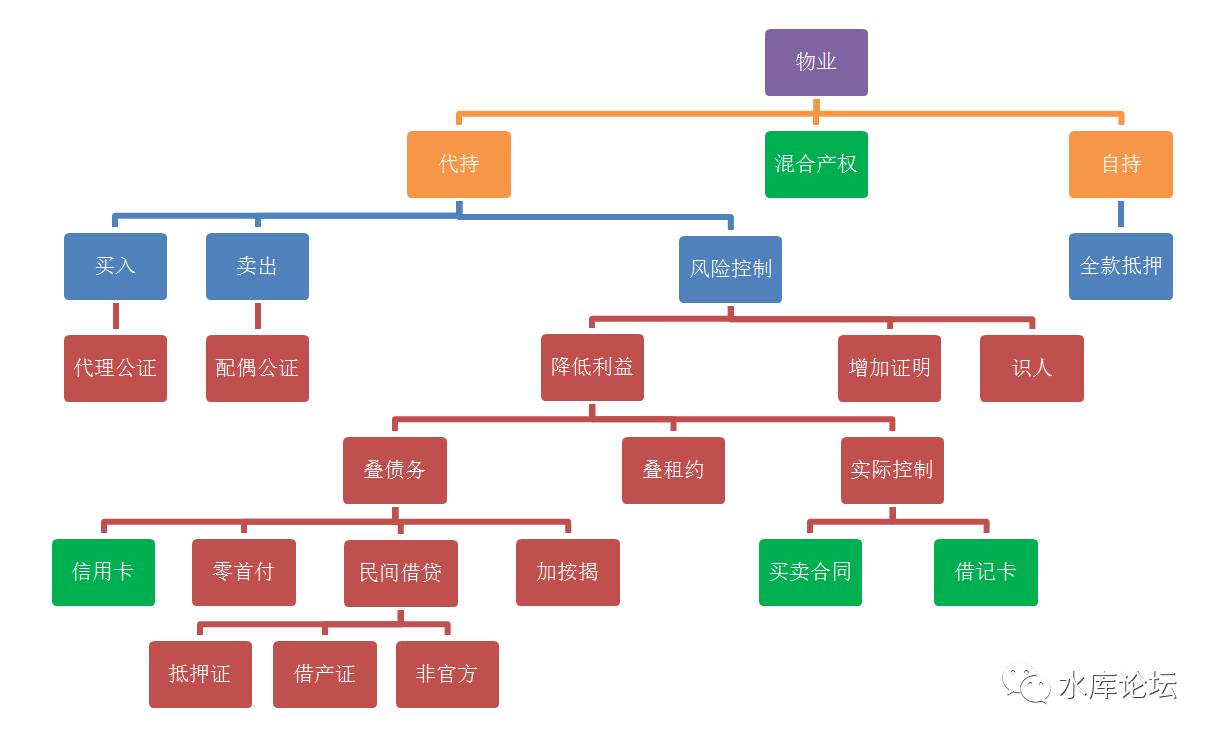 物业
代持
混合产权
自持
买入
卖出
风险控制
全款抵押
代理公证
配偶公证
降低利益
增加证明
识人
叠债务
叠租约
实际控制
信用卡
零首付
民间借贷
加按揭
买卖合同
借记卡
抵押证
借产证
非官方
水库论坛